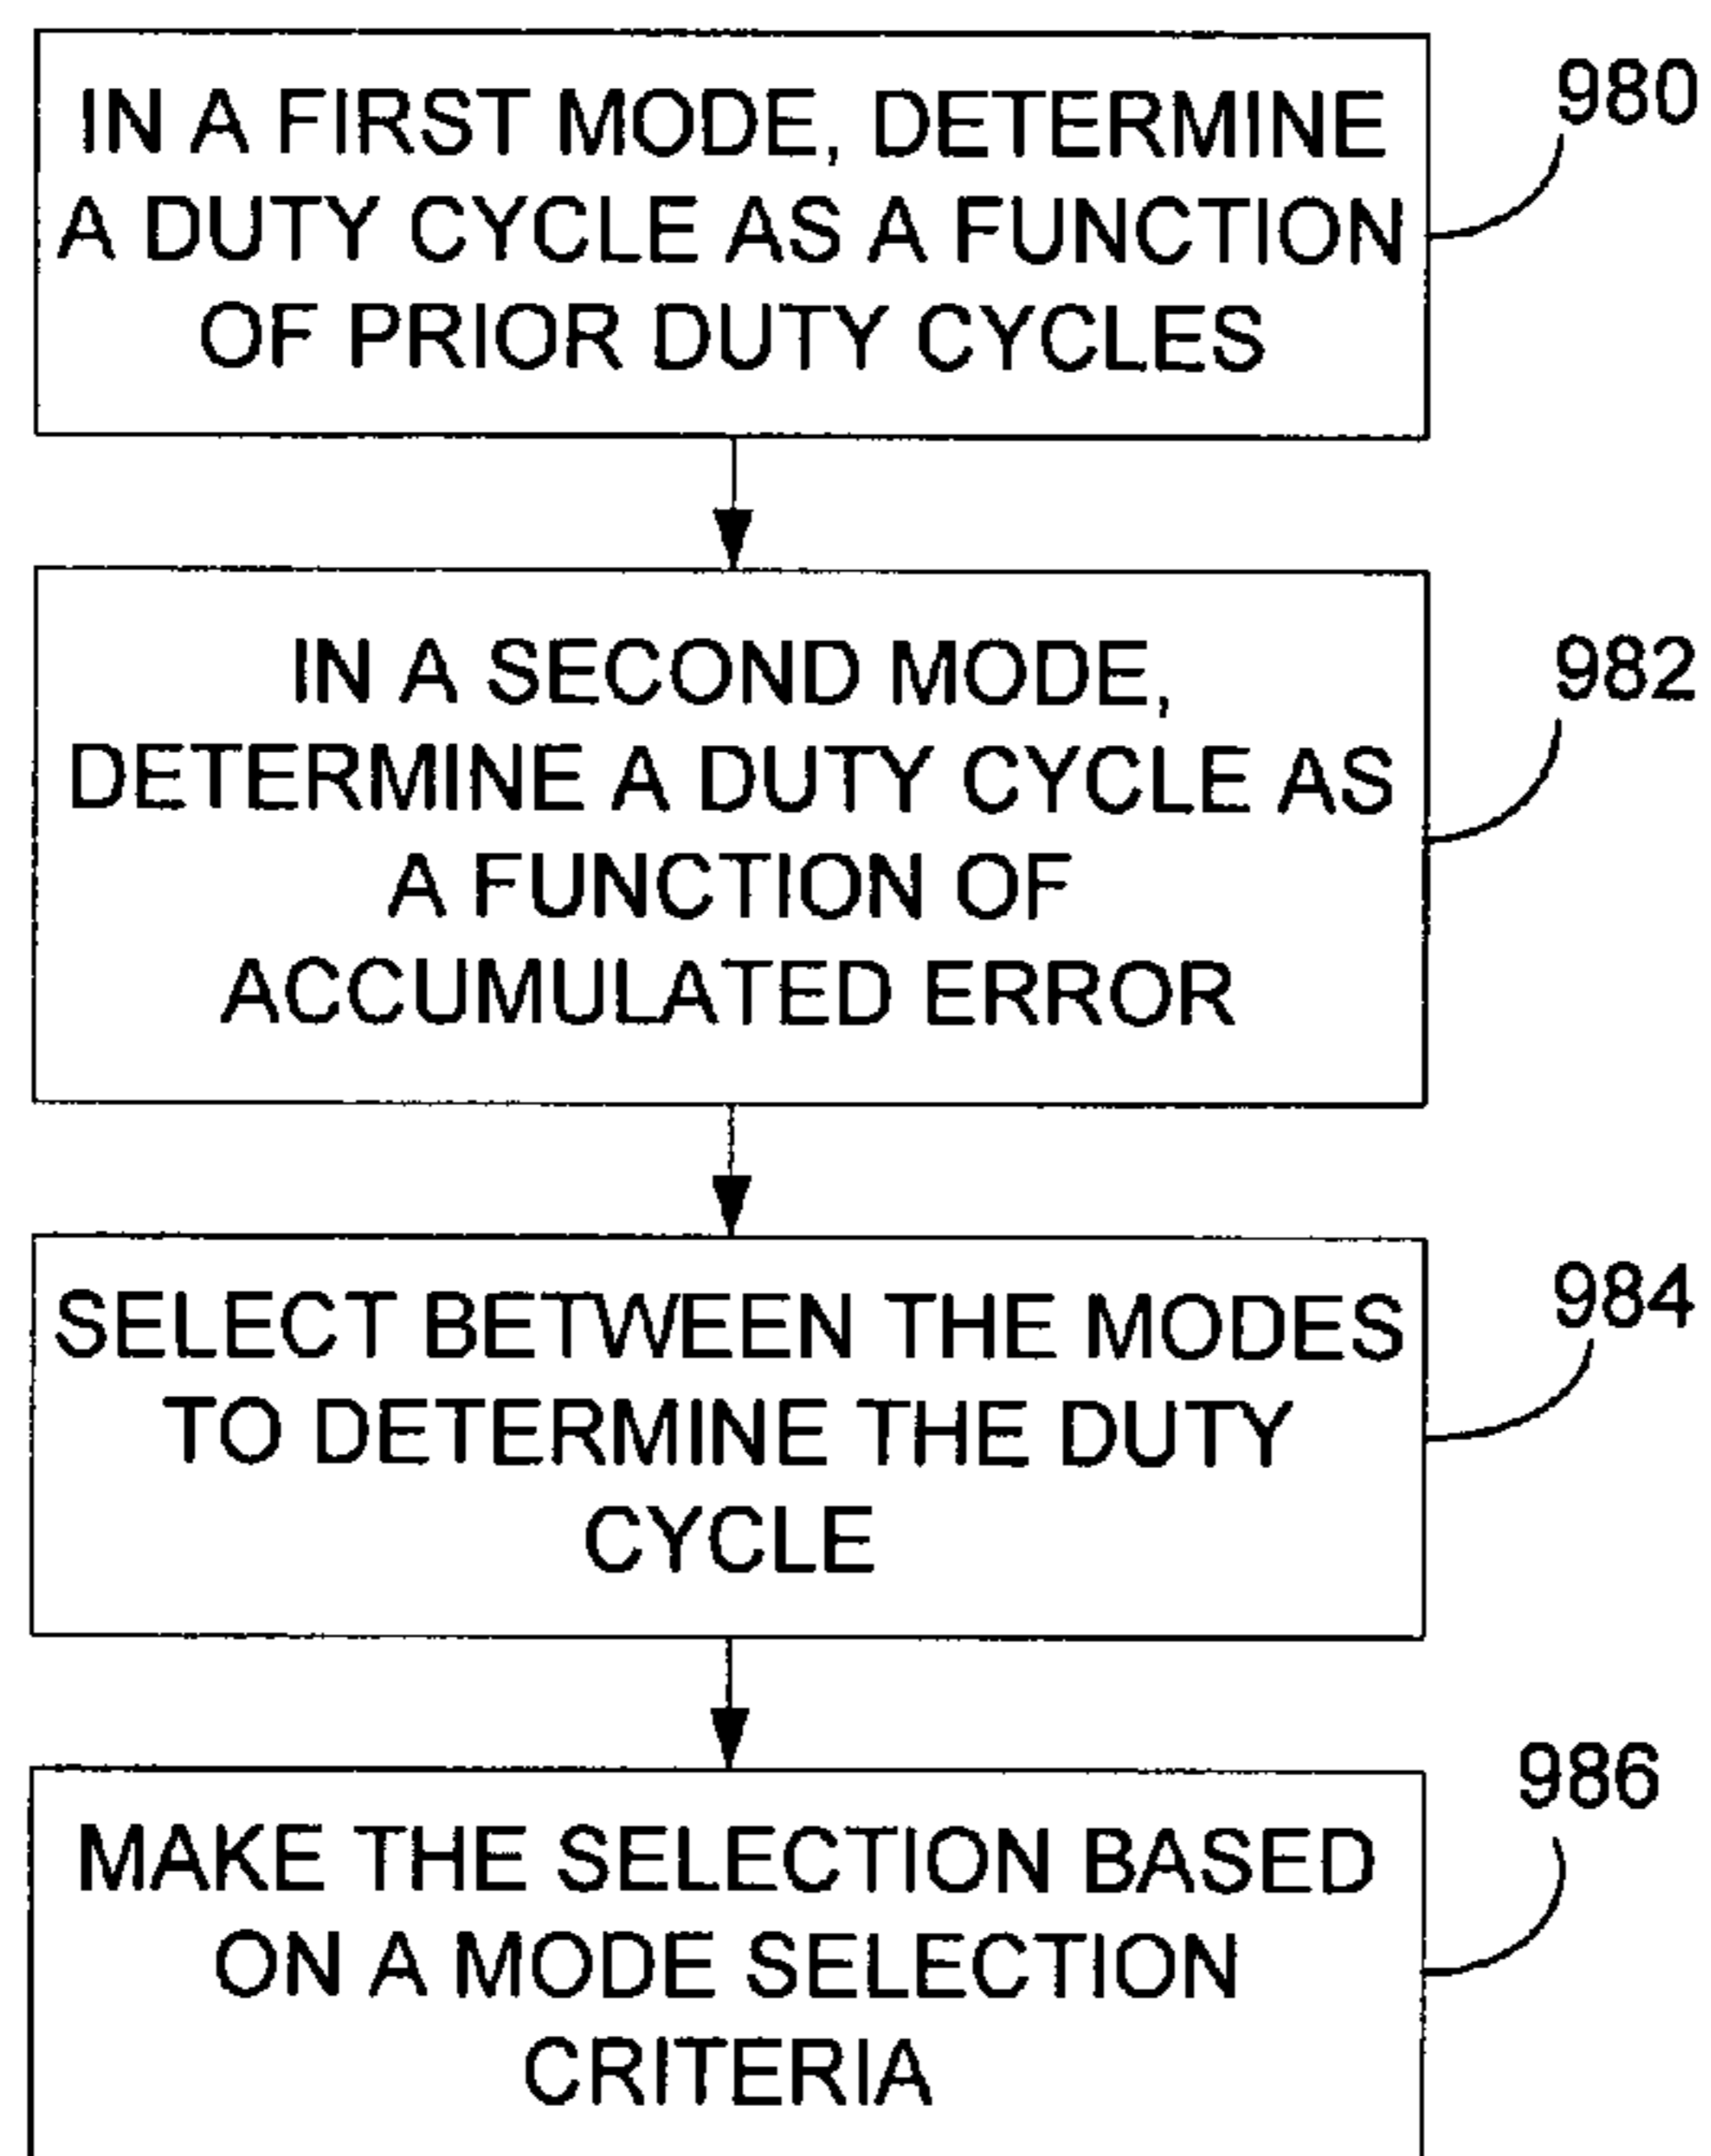 IN A FIRST MODE, DETERMINE
A DUTY CYCLE AS A FUNCTION
OF PRIOR DUTY CYCLES
980
IN A SECOND MODE,
DETERMINE A DUTY CYCLE AS
A FUNCTION OF
ACCUMULATED ERROR
982
SELECT BETWEEN THE MODES
TO DETERMINE THE DUTY
CYCLE
984
MAKE THE SELECTION BASED
ON A MODE SELECTION
CRITERIA
986